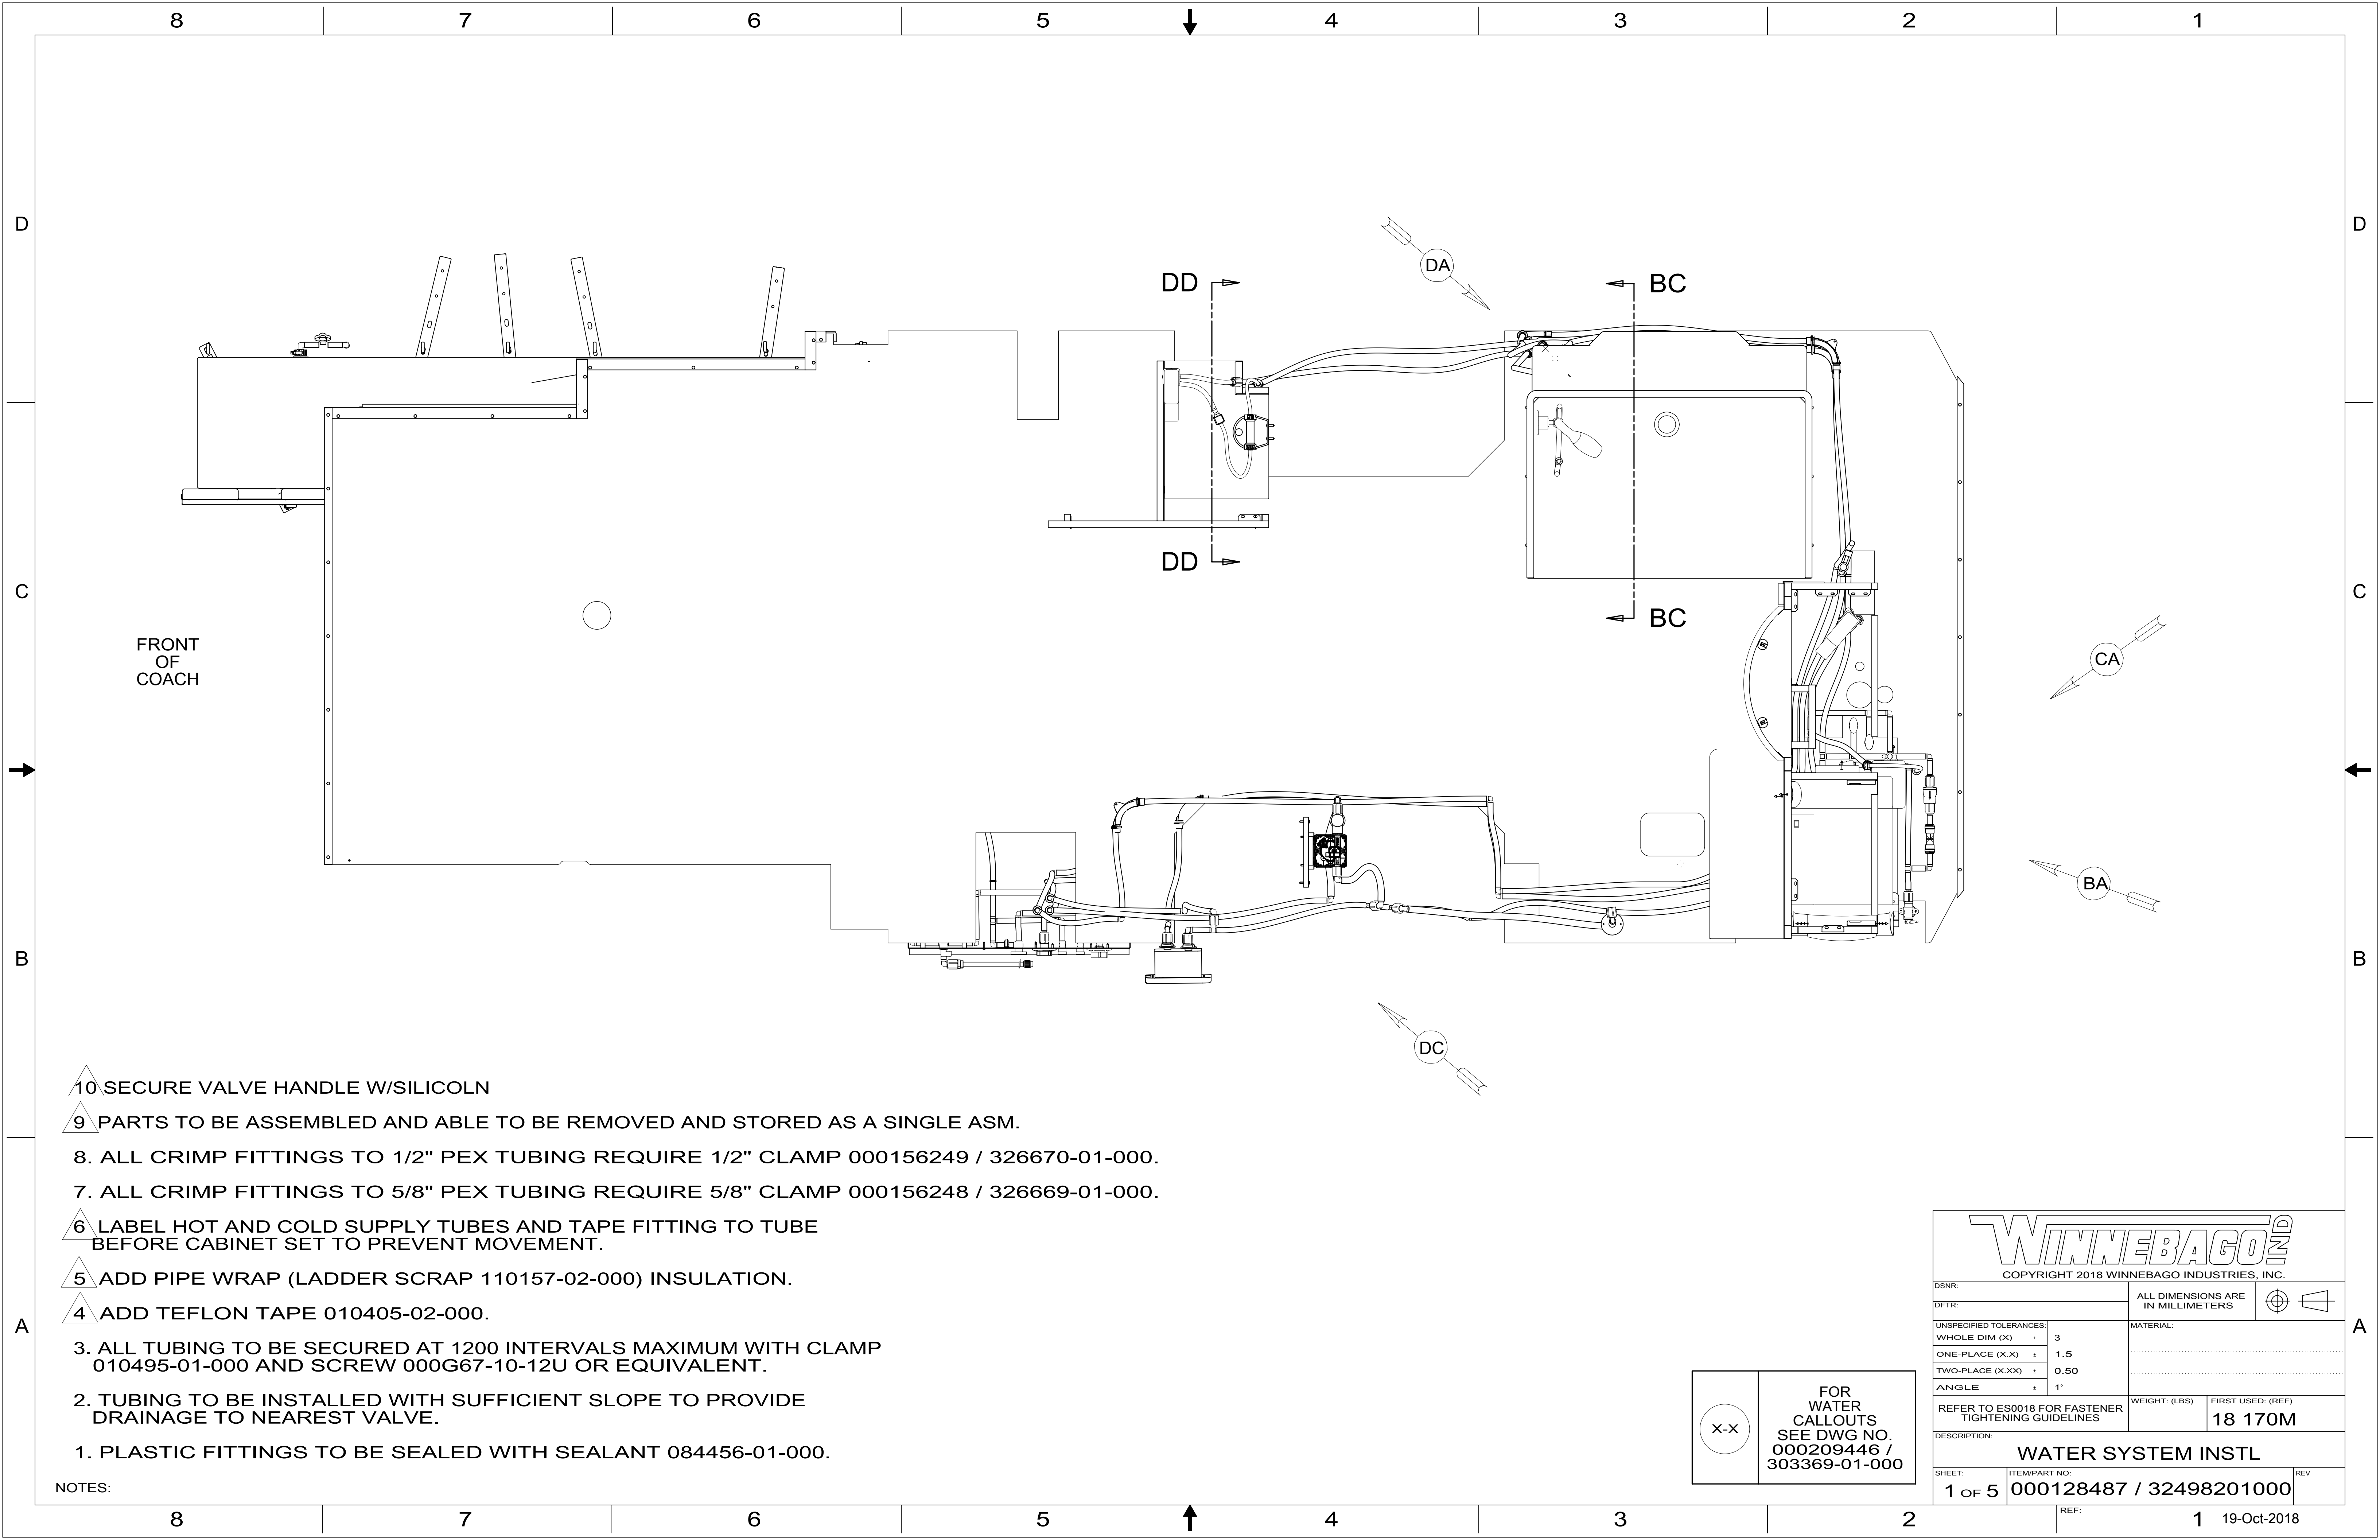 8 7 6 5 4 3 2 1
D
D
DA
DD
BC
DD
BC
C
C
FRONT
OF
COACH
CA
BA
B
B
DC
10 SECURE VALVE HANDLE W/SILICOLN
9 PARTS TO BE ASSEMBLED AND ABLE TO BE REMOVED AND STORED AS A SINGLE ASM.
8. ALL CRIMP FITTINGS TO 1/2" PEX TUBING REQUIRE 1/2" CLAMP 000156249 / 326670-01-000.
7. ALL CRIMP FITTINGS TO 5/8" PEX TUBING REQUIRE 5/8" CLAMP 000156248 / 326669-01-000.
6 LABEL HOT AND COLD SUPPLY TUBES AND TAPE FITTING TO TUBE
BEFORE CABINET SET TO PREVENT MOVEMENT.
5 ADD PIPE WRAP (LADDER SCRAP 110157-02-000) INSULATION.
4 ADD TEFLON TAPE 010405-02-000.
3. ALL TUBING TO BE SECURED AT 1200 INTERVALS MAXIMUM WITH CLAMP
010495-01-000 AND SCREW 000G67-10-12U OR EQUIVALENT.
2. TUBING TO BE INSTALLED WITH SUFFICIENT SLOPE TO PROVIDE
DRAINAGE TO NEAREST VALVE.
1. PLASTIC FITTINGS TO BE SEALED WITH SEALANT 084456-01-000.
NOTES:
A
A
X-X
FOR
WATER
CALLOUTS
SEE DWG NO.
000209446 /
303369-01-000
WINNEBAGO IND
COPYRIGHT 2018 WINNEBAGO INDUSTRIES, INC.
DSNR:
DFTR:
ALL DIMENSIONS ARE
IN MILLIMETERS
UNSPECIFIED TOLERANCES:
WHOLE DIM (X) ± 3
ONE-PLACE (X.X) ± 1.5
TWO-PLACE (X.XX) ± 0.50
ANGLE ± 1°
MATERIAL:
REFER TO ES0018 FOR FASTENER
TIGHTENING GUIDELINES
WEIGHT: (LBS)
FIRST USED: (REF)
18 170M
DESCRIPTION:
WATER SYSTEM INSTL
SHEET:
1 OF 5
ITEM/PART NO:
000128487 / 32498201000
REV
REF:
19-Oct-2018
8 7 6 5 4 3 2 1